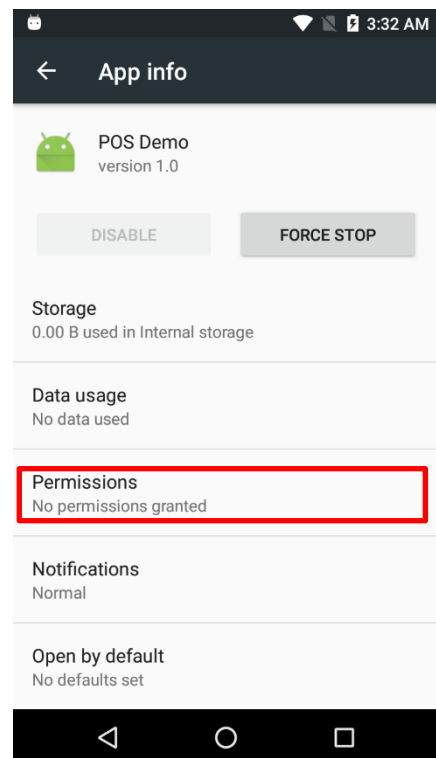 3:32 AM
App info
POS Demo
version 1.0
DISABLE
FORCE STOP
Storage
0.00 B used in Internal storage
Data usage
No data used
Permissions
No permissions granted
Notifications
Normal
Open by default
No defaults set